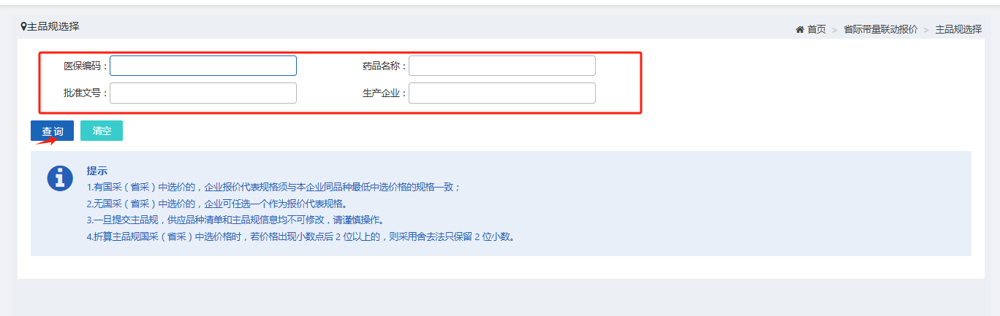 主品规选择
首页 > 省际带量联动报价 > 主品规选择
医保编码： 药品名称：
批准文号： 生产企业：
查询 清空
提示
1.有国采（省采）中选价的，企业报价代表规格须与本企业同品种最低中选价格的规格一致；
2.无国采（省采）中选价的，企业可任选一个作为报价代表规格。
3.一旦提交主品规，供应品种清单和主品规信息均不可修改，请谨慎操作。
4.折算主品规国采（省采）中选价格时，若价格出现小数点后 2 位以上的，则采用舍去法只保留 2 位小数。